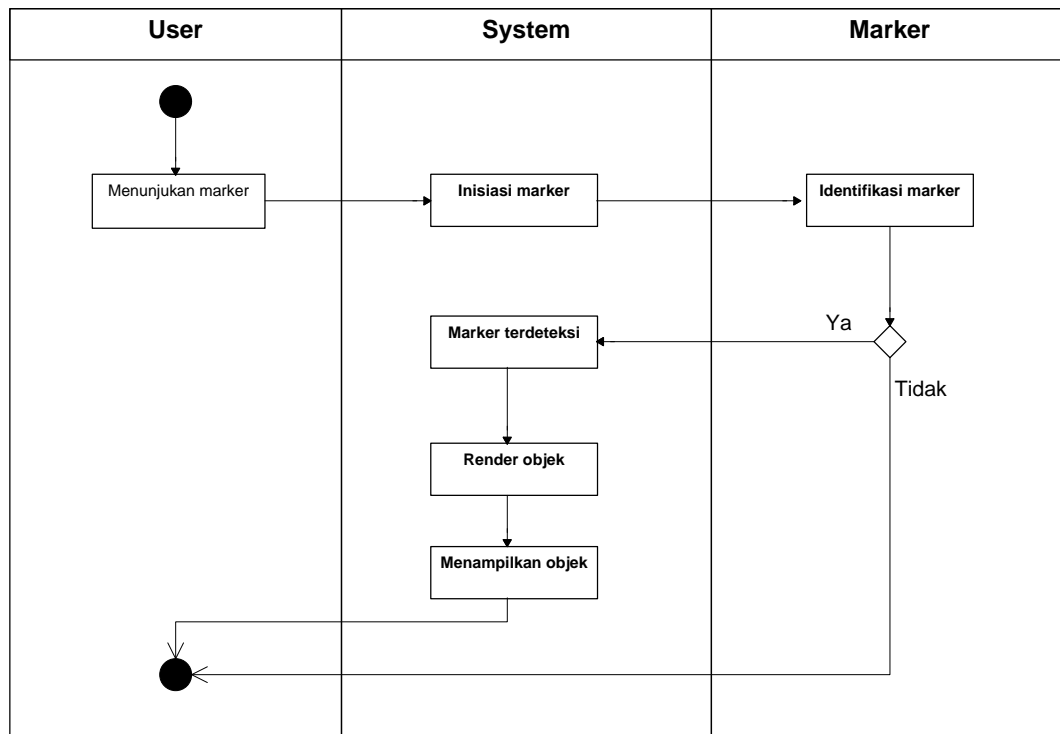 User
System
Marker
Menunjukan marker
Inisiasi marker
Identifikasi marker
Marker terdeteksi
Ya
Tidak
Render objek
Menampilkan objek